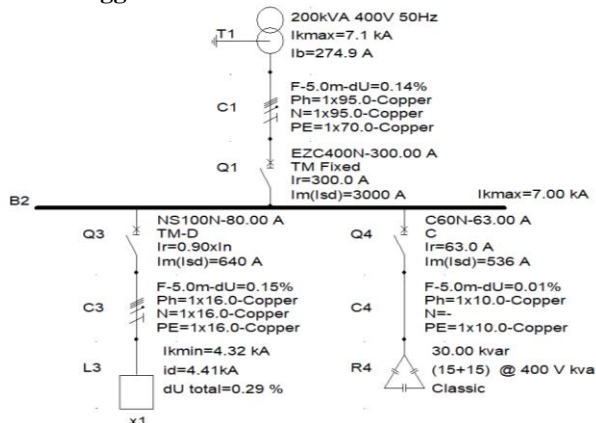 gg
200kVA 400V 50Hz
T1
Ikmax=7.1 kA
Ib=274.9 A
F-5.0m-dU=0.14%
C1
Ph=1x95.0-Copper
N=1x95.0-Copper
PE=1x70.0-Copper
EZC400N-300.00 A
Q1
TM Fixed
Ir=300.0 A
Im(Isd)=3000 A
B2
Ikmax=7.00 kA
NS100N-80.00 A
Q3
TM-D
Ir=0.90xIn
Im(Isd)=640 A
C60N-63.00 A
Q4
C
Ir=63.0 A
Im(Isd)=536 A
F-5.0m-dU=0.15%
C3
Ph=1x16.0-Copper
N=1x16.0-Copper
PE=1x16.0-Copper
F-5.0m-dU=0.01%
C4
Ph=1x10.0-Copper
N=-
PE=1x10.0-Copper
Ikmin=4.32 kA
L3
id=4.41kA
dU total=0.29 %
x1
30.00 kvar
R4
(15+15) @ 400 V kva
Classic